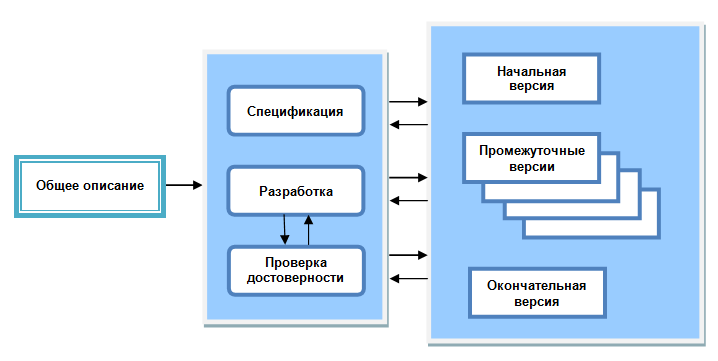 Общее описание
Спецификация
Разработка
Проверка
достоверности
Начальная
версия
Промежуточные
версии
Окончательная
версия